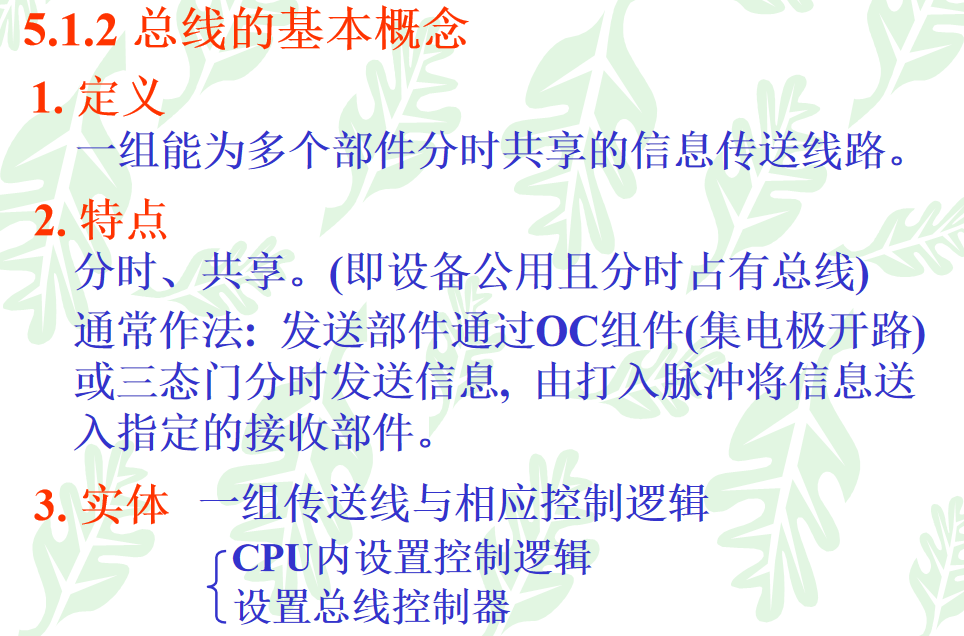 5.1.2 总线的基本概念
1. 定义
一组能为多个部件分时共享的信息传送线路。
2. 特点
分时、共享。(即设备公用且分时占有总线)
通常作法: 发送部件通过OC组件(集电极开路)
或三态门分时发送信息, 由打入脉冲将信息送
入指定的接收部件。
3. 实体 一组传送线与相应控制逻辑
CPU内设置控制逻辑
设置总线控制器